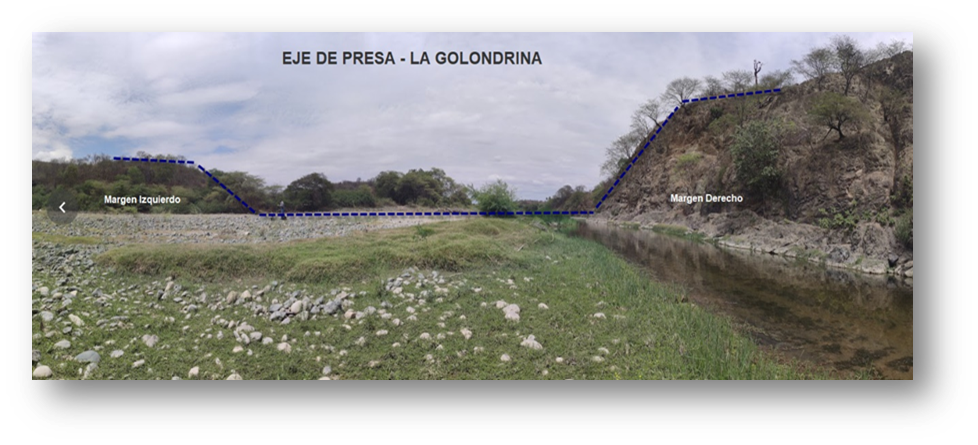 EJE DE PRESA - LA GOLONDRINA
Margen Izquierdo
Margen Derecho